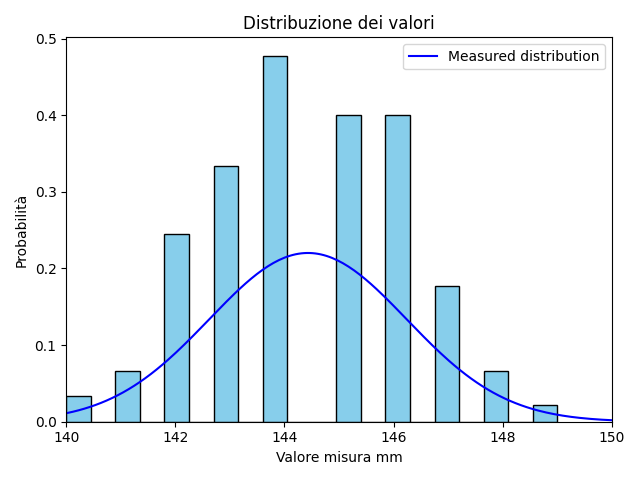 Distribuzione dei valori
Measured distribution
0.5
0.4
0.3
0.2
0.1
0.0
Probabilità
140 142 144 146 148 150
Valore misura mm